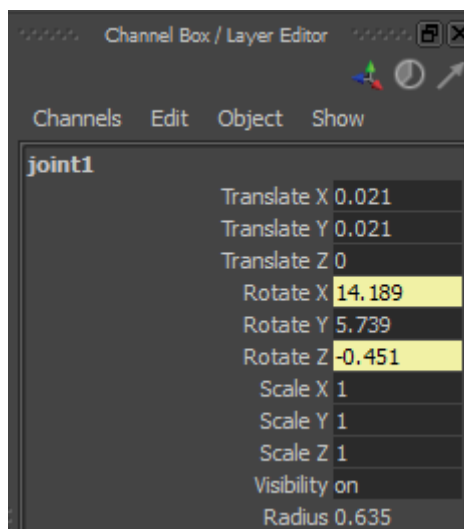 Channel Box / Layer Editor
Channels Edit Object Show
joint1
Translate X 0.021
Translate Y 0.021
Translate Z 0
Rotate X 14.189
Rotate Y 5.739
Rotate Z -0.451
Scale X 1
Scale Y 1
Scale Z 1
Visibility on
Radius 0.635